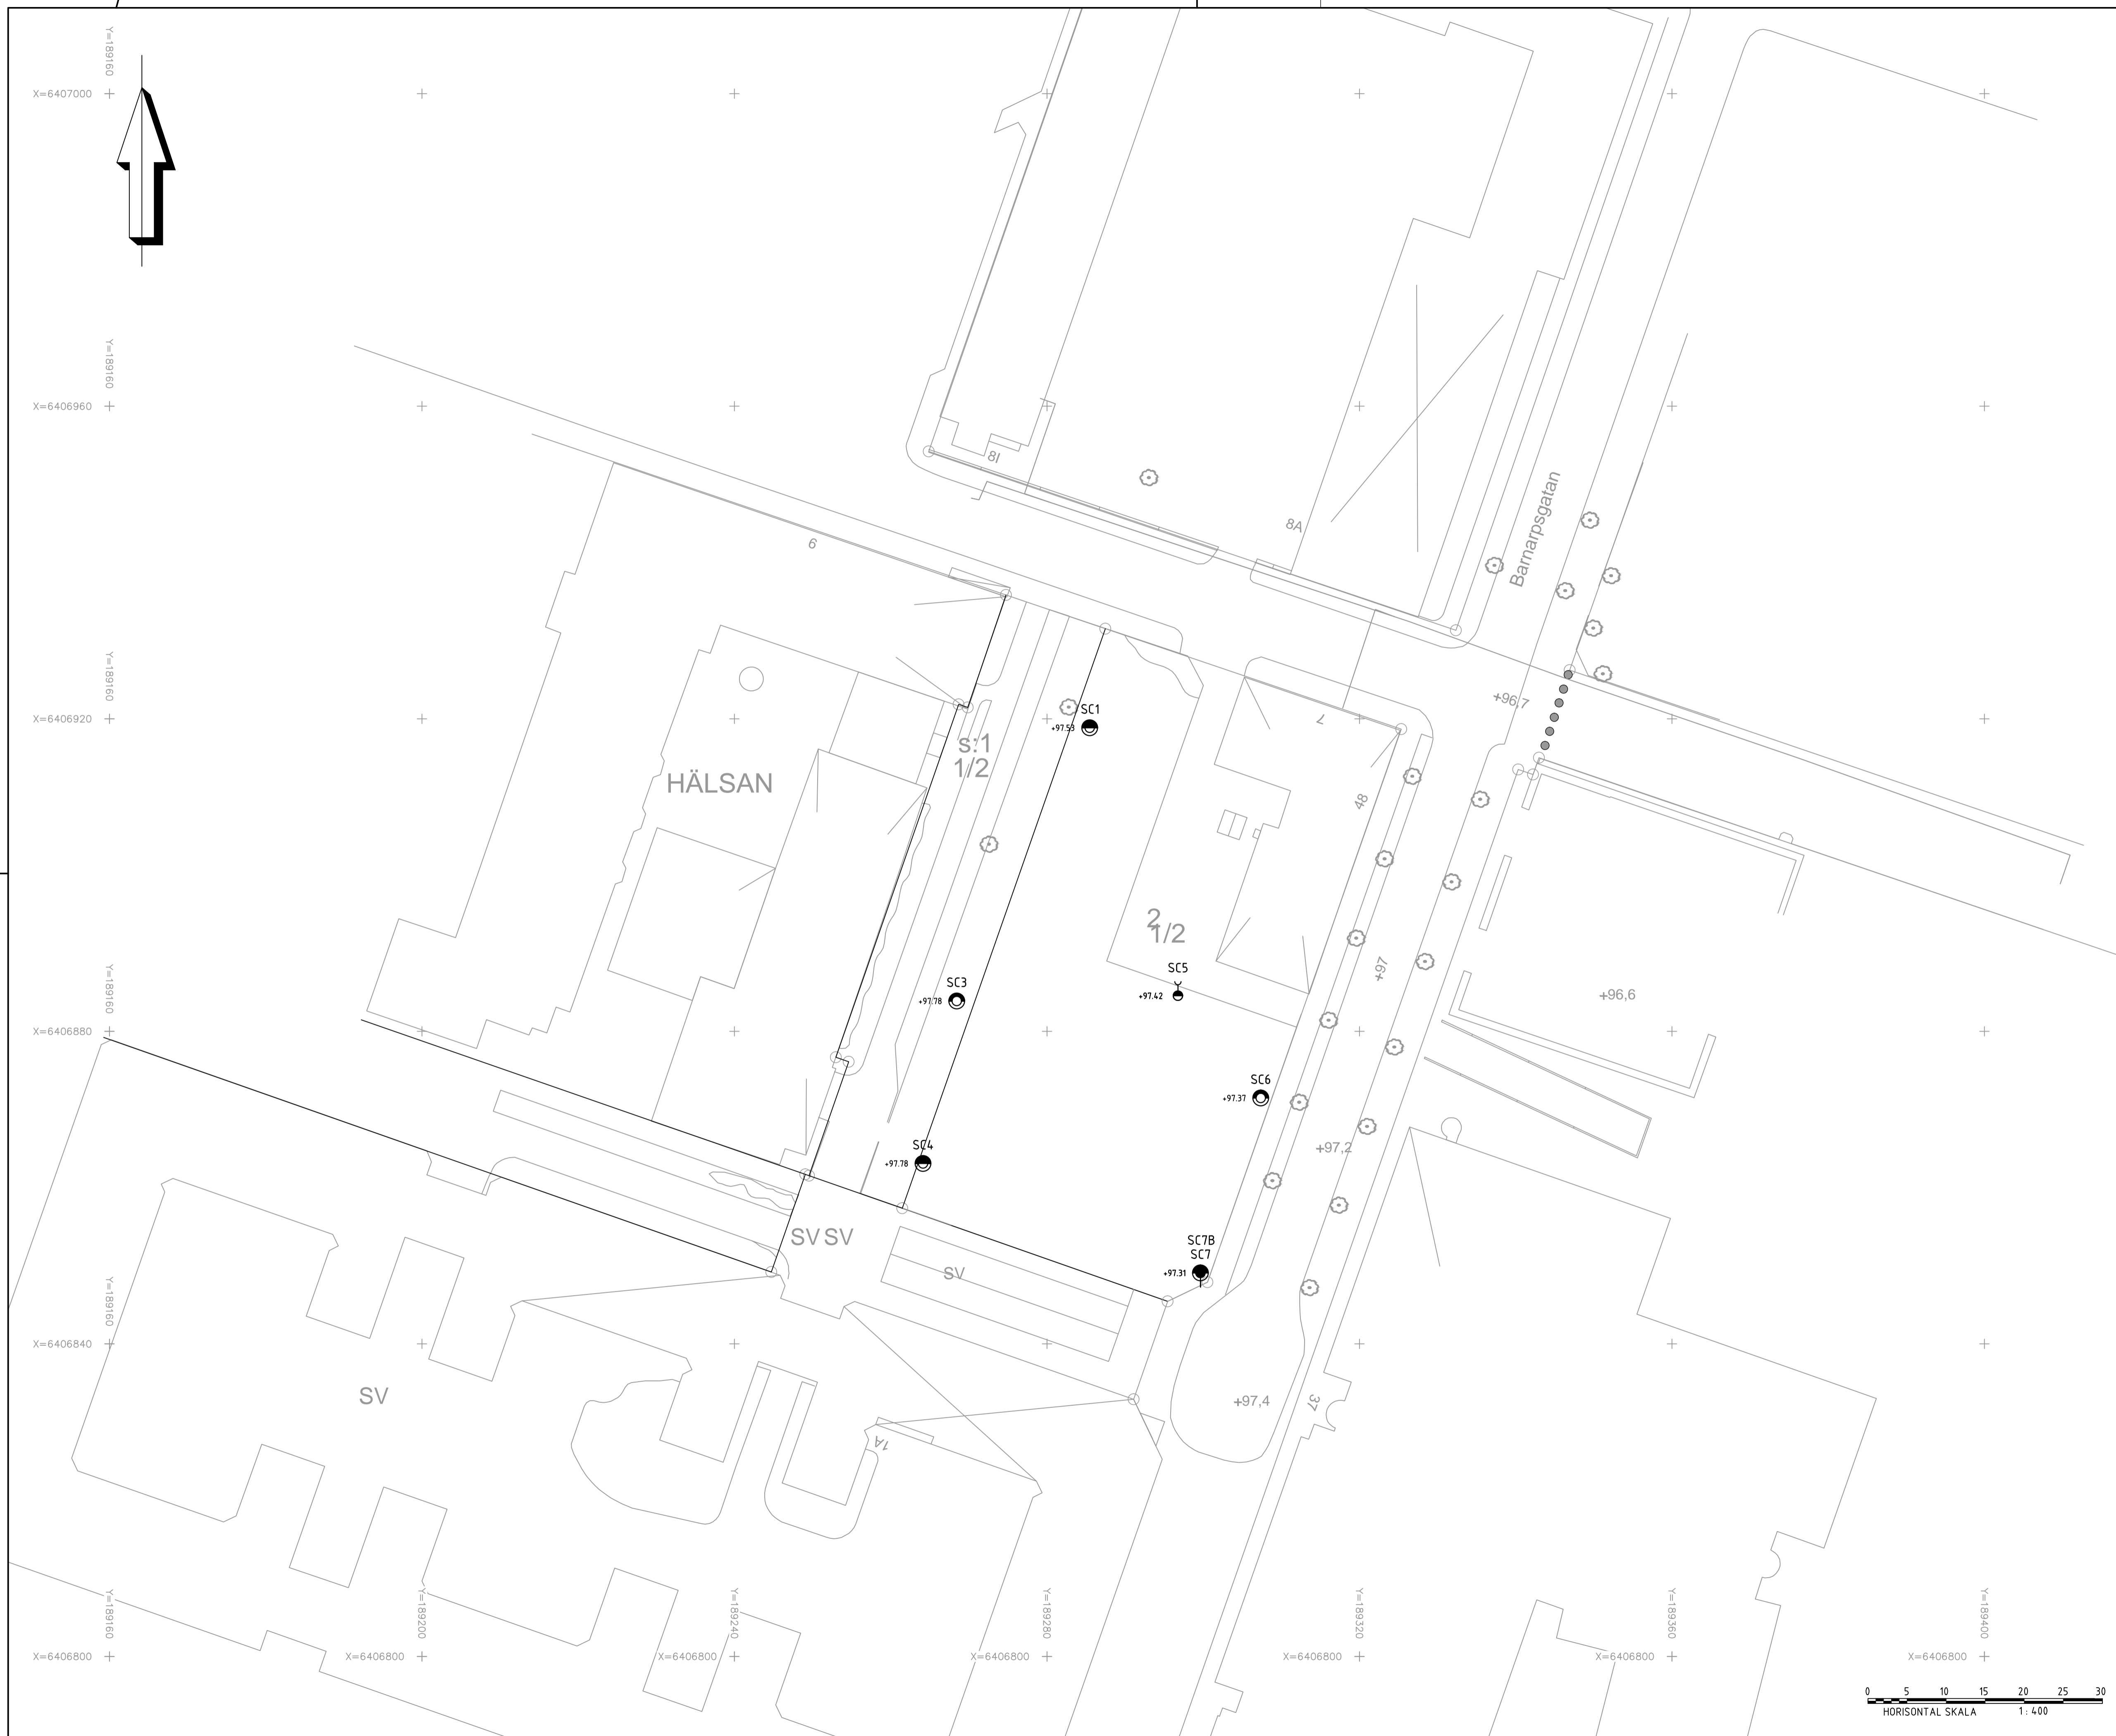 Y=189160
X=6407000
Y=189160
X=6406960
8I
8A
Barnarpsgatan
6
Y=189160
X=6406920
+96,7
7
SC1
+97.53
s:1
1/2
HÄLSAN
48
2
1/2
+97
SC5
+97.42
SC3
+97.78
+96,6
Y=189160
X=6406880
SC6
+97.37
SC4
+97.78
+97,2
SV SV
SV
SC7B
SC7
+97.31
Y=189160
X=6406840
SV
+97,4
37
1A
Y=189160
Y=189200
Y=189240
Y=189280
Y=189320
Y=189360
Y=189400
X=6406800
X=6406800
X=6406800
X=6406800
X=6406800
X=6406800
X=6406800
0 5 10 15 20 25 30
HORISONTAL SKALA 1:400